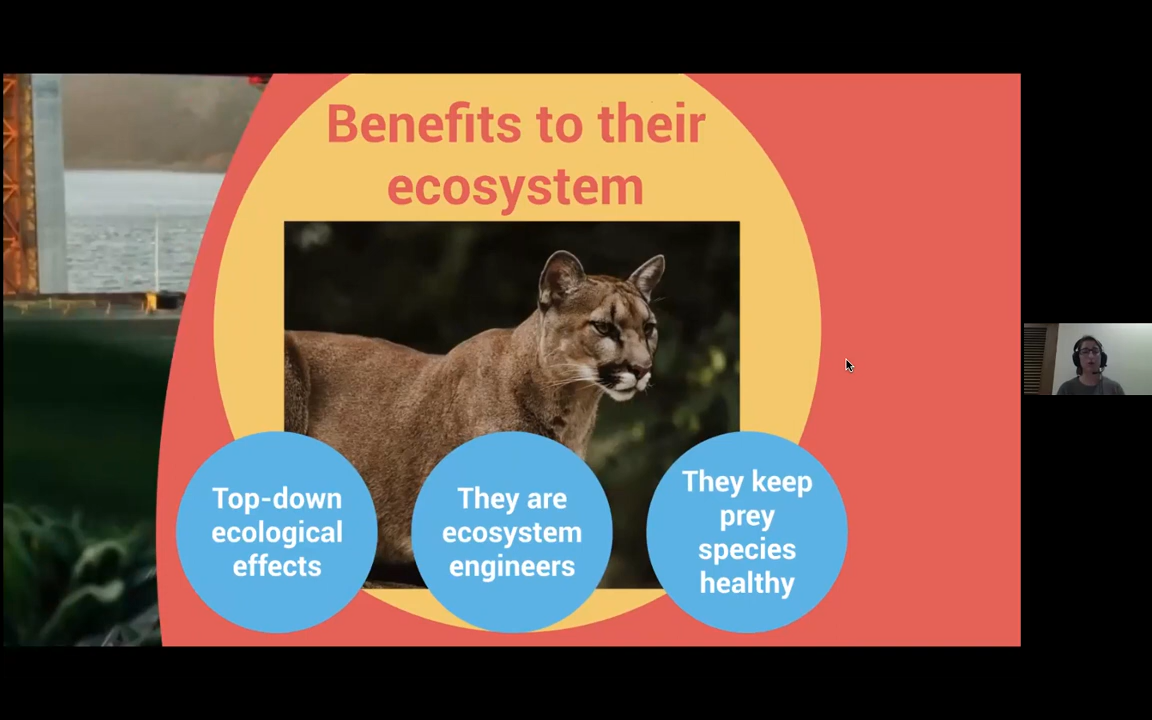 Benefits to their
ecosystem
Top-down
ecological
effects
They are
ecosystem
engineers
They keep
prey
species
healthy